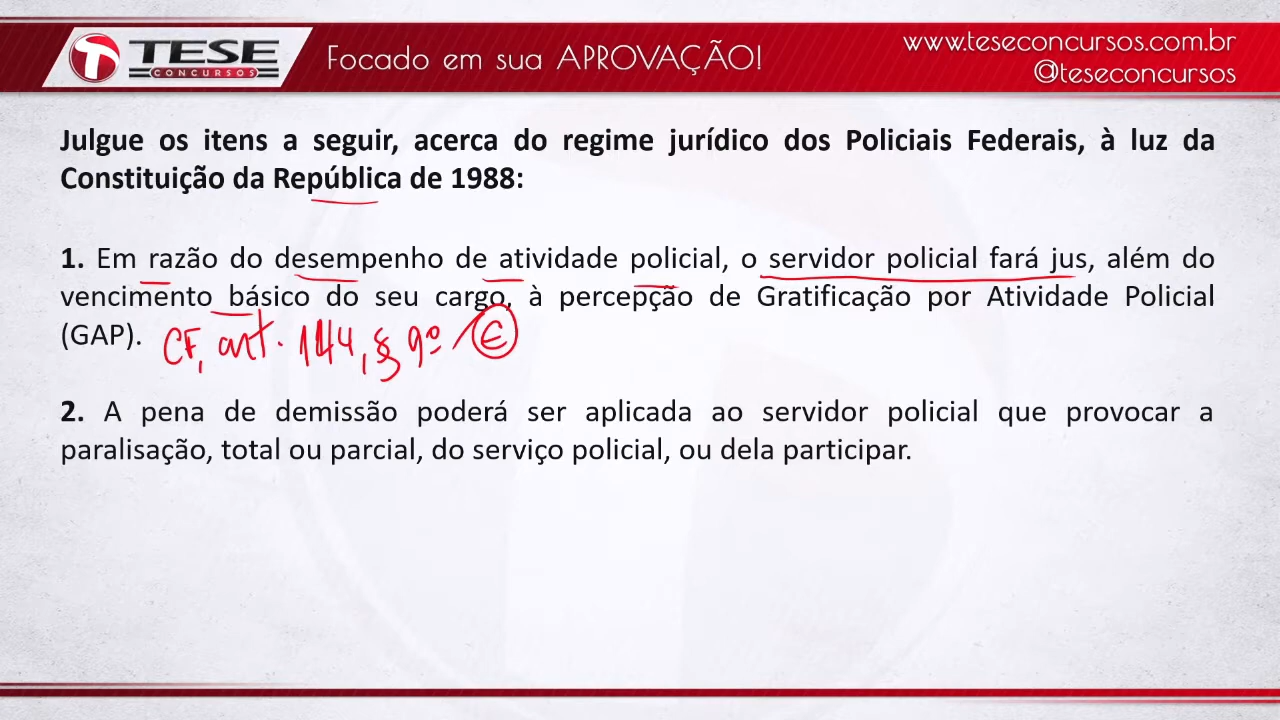 TESE
CONCURSOS
Focado em sua APROVAÇÃO!
www.teseconcursos.com.br
@teseconcursos
Julgue os itens a seguir, acerca do regime jurídico dos Policiais Federais, à luz da
Constituição da República de 1988:
1. Em razão do desempenho de atividade policial, o servidor policial fará jus, além do
vencimento básico do seu cargo, à percepção de Gratificação por Atividade Policial
(GAP).
CF, art. 144, § 9º / E
2. A pena de demissão poderá ser aplicada ao servidor policial que provocar a
paralisação, total ou parcial, do serviço policial, ou dela participar.